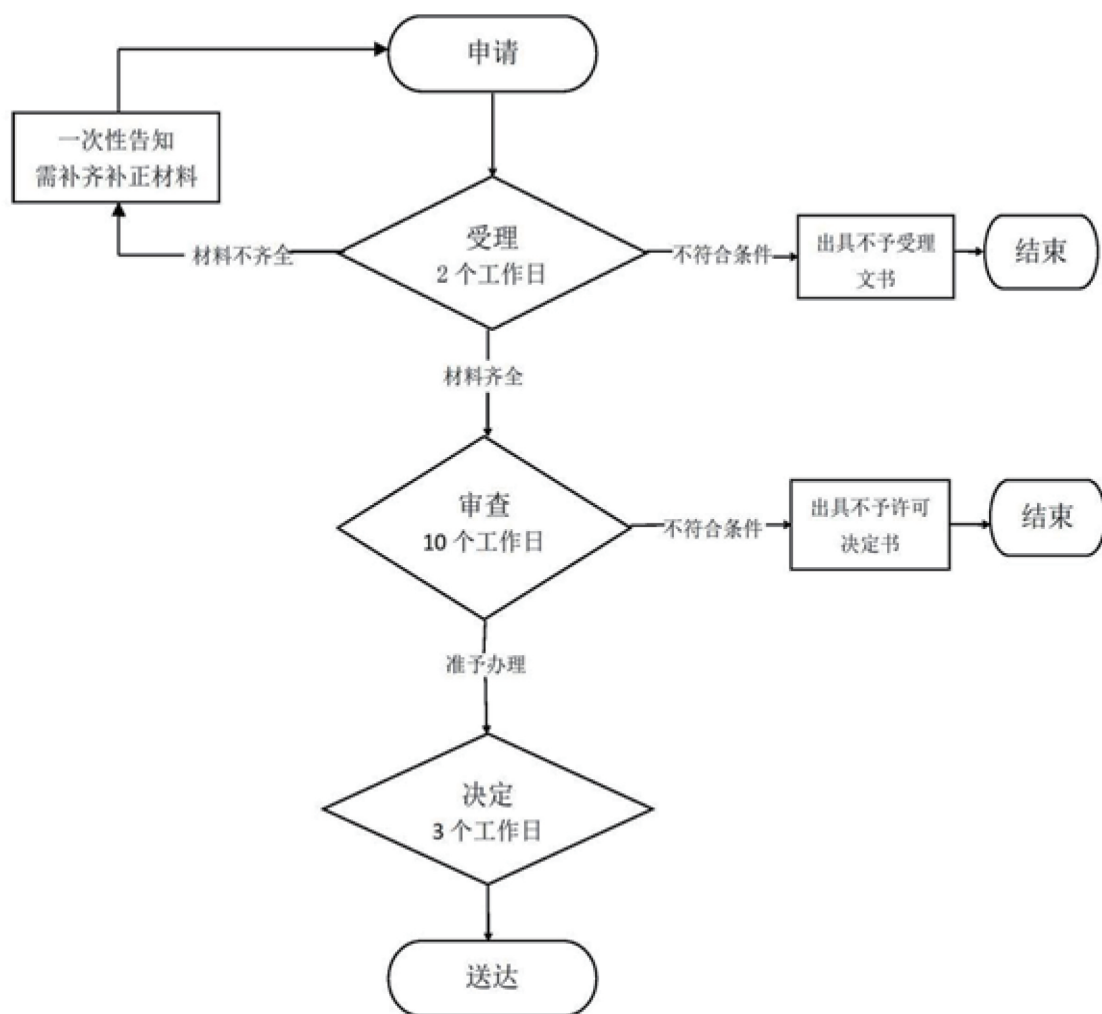 申请
一次性告知
需补齐补正材料
受理
2 个工作日
材料不齐全
不符合条件
出具不予受理
文书
结束
材料齐全
审查
10 个工作日
不符合条件
出具不予许可
决定书
结束
准予办理
决定
3 个工作日
送达